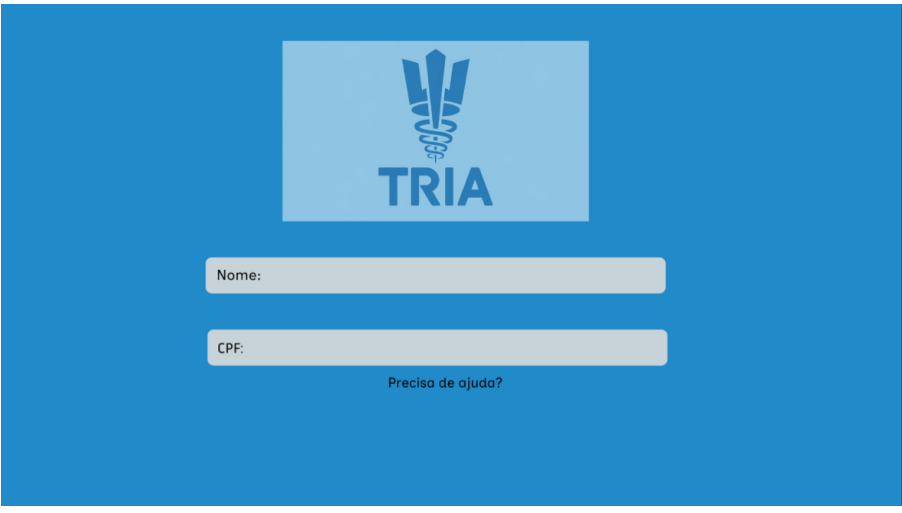 TRIA
Nome:
CPF:
Precisa de ajuda?